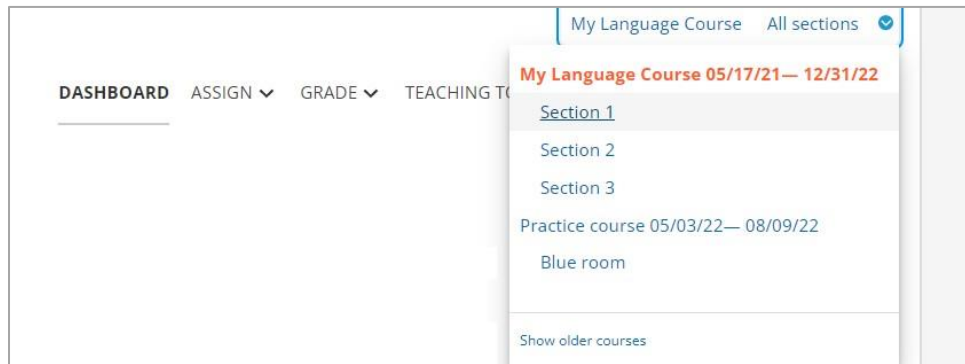 My Language Course All sections
My Language Course 05/17/21— 12/31/22
DASHBOARD ASSIGN GRADE TEACHING
Section 1
Section 2
Section 3
Practice course 05/03/22— 08/09/22
Blue room
Show older courses